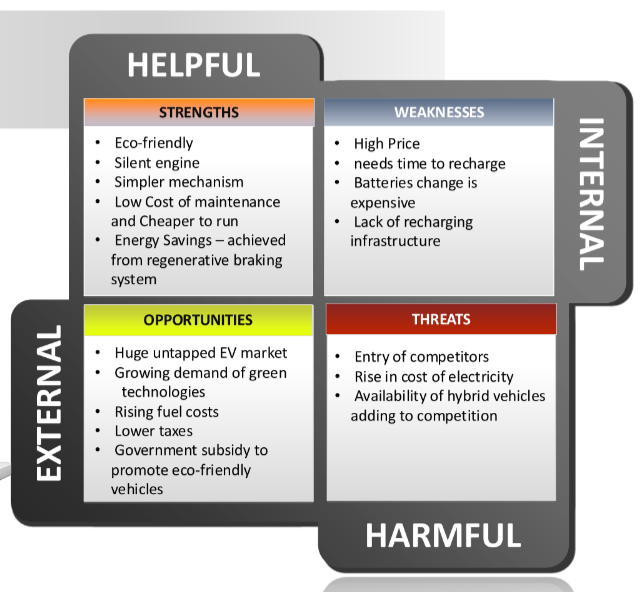 HELPFUL
INTERNAL
STRENGTHS
• Eco-friendly
• Silent engine
• Simpler mechanism
• Low Cost of maintenance
and Cheaper to run
• Energy Savings – achieved
from regenerative braking
system
WEAKNESSES
• High Price
• needs time to recharge
• Batteries change is
expensive
• Lack of recharging
infrastructure
EXTERNAL
OPPORTUNITIES
• Huge untapped EV market
• Growing demand of green
technologies
• Rising fuel costs
• Lower taxes
• Government subsidy to
promote eco-friendly
vehicles
THREATS
• Entry of competitors
• Rise in cost of electricity
• Availability of hybrid vehicles
adding to competition
HARMFUL